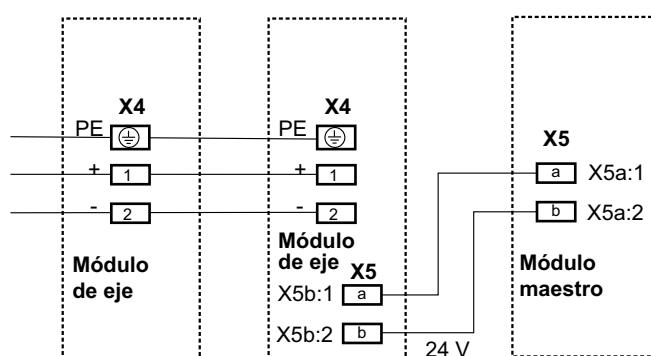 X4
PE
+
1
-
2
Módulo
de eje
X4
PE
+
1
-
2
Módulo
de eje
X5
X5b:1
a
X5b:2
b
24 V
X5
a
X5a:1
b
X5a:2
Módulo
maestro